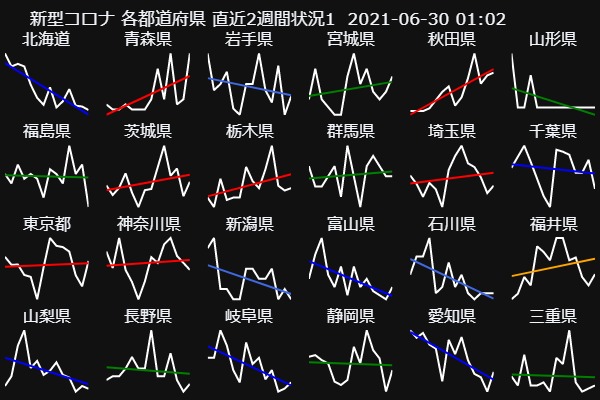 新型コロナ 各都道府県 直近2週間状況1 2021-06-30 01:02
北海道 青森県 岩手県 宮城県 秋田県 山形県
福島県 茨城県 栃木県 群馬県 埼玉県 千葉県
東京都 神奈川県 新潟県 富山県 石川県 福井県
山梨県 長野県 岐阜県 静岡県 愛知県 三重県